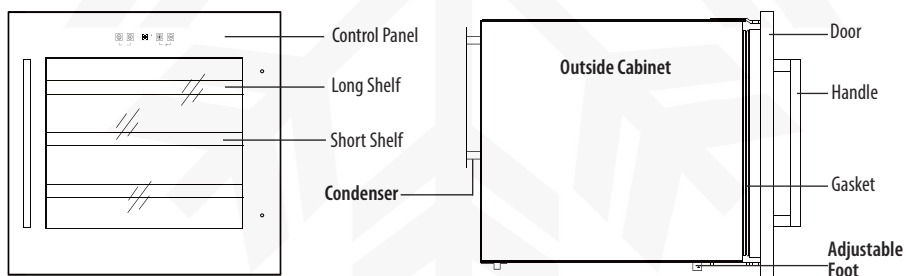 Control Panel
Long Shelf
Short Shelf
Condenser
Outside Cabinet
Door
Handle
Gasket
Adjustable
Foot